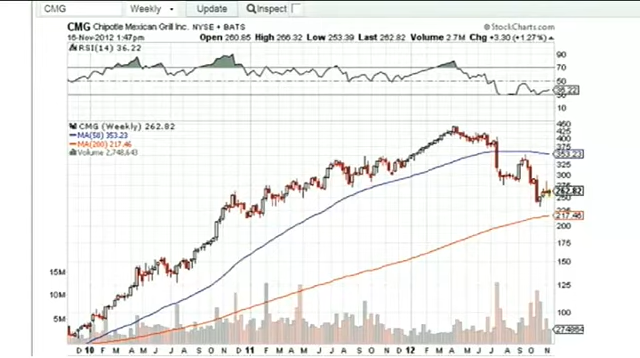 CMG Weekly Update Inspect
CMG Chipotle Mexican Grill Inc. NYSE + BATS © StockCharts.com
15-Nov-2012 1:47pm Open 260.85 High 266.32 Low 253.39 Last 262.82 Volume 2.7M Chg +3.30 (+1.27%)
RSI(14) 36.22
90
70
50
30
10
36.22
CMG (Weekly) 262.82
MA(50) 353.23
MA(200) 217.46
Volume 2,748,643
450
425
400
375
353.23
325
300
275
262.82
250
225
217.46
200
175
150
125
100
15M
10M
5M
D 10 F M A M J J A S O N D 11 F M A M J J A S O N D 12 F M A M J J A S O N